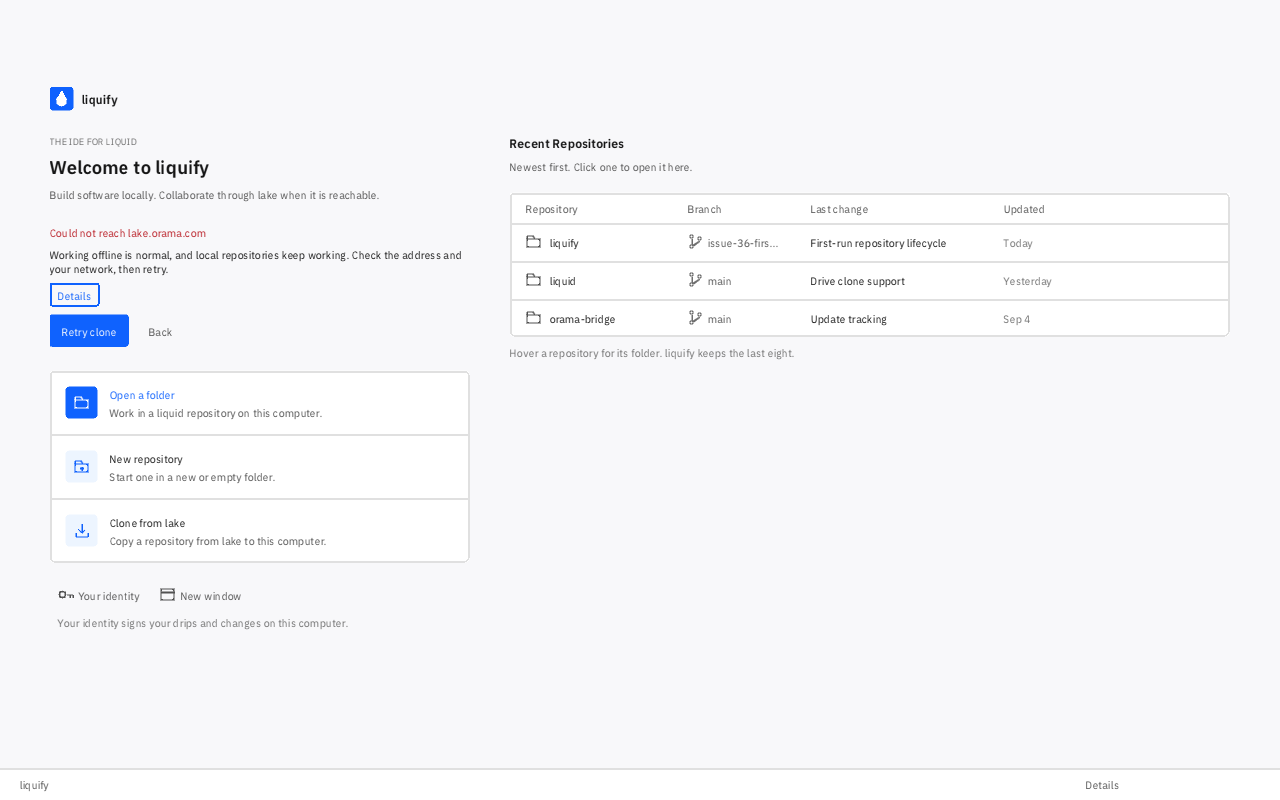 liquify
THE IDE FOR LIQUID
Welcome to liquify
Build software locally. Collaborate through lake when it is reachable.
Could not reach lake.orama.com
Working offline is normal, and local repositories keep working. Check the address and
your network, then retry.
Details
Retry clone
Back
Open a folder
Work in a liquid repository on this computer.
New repository
Start one in a new or empty folder.
Clone from lake
Copy a repository from lake to this computer.
Your identity
New window
Your identity signs your drips and changes on this computer.
Recent Repositories
Newest first. Click one to open it here.
Repository Branch Last change Updated
liquify issue-36-firs... First-run repository lifecycle Today
liquid main Drive clone support Yesterday
orama-bridge main Update tracking Sep 4
Hover a repository for its folder. liquify keeps the last eight.
liquify
Details